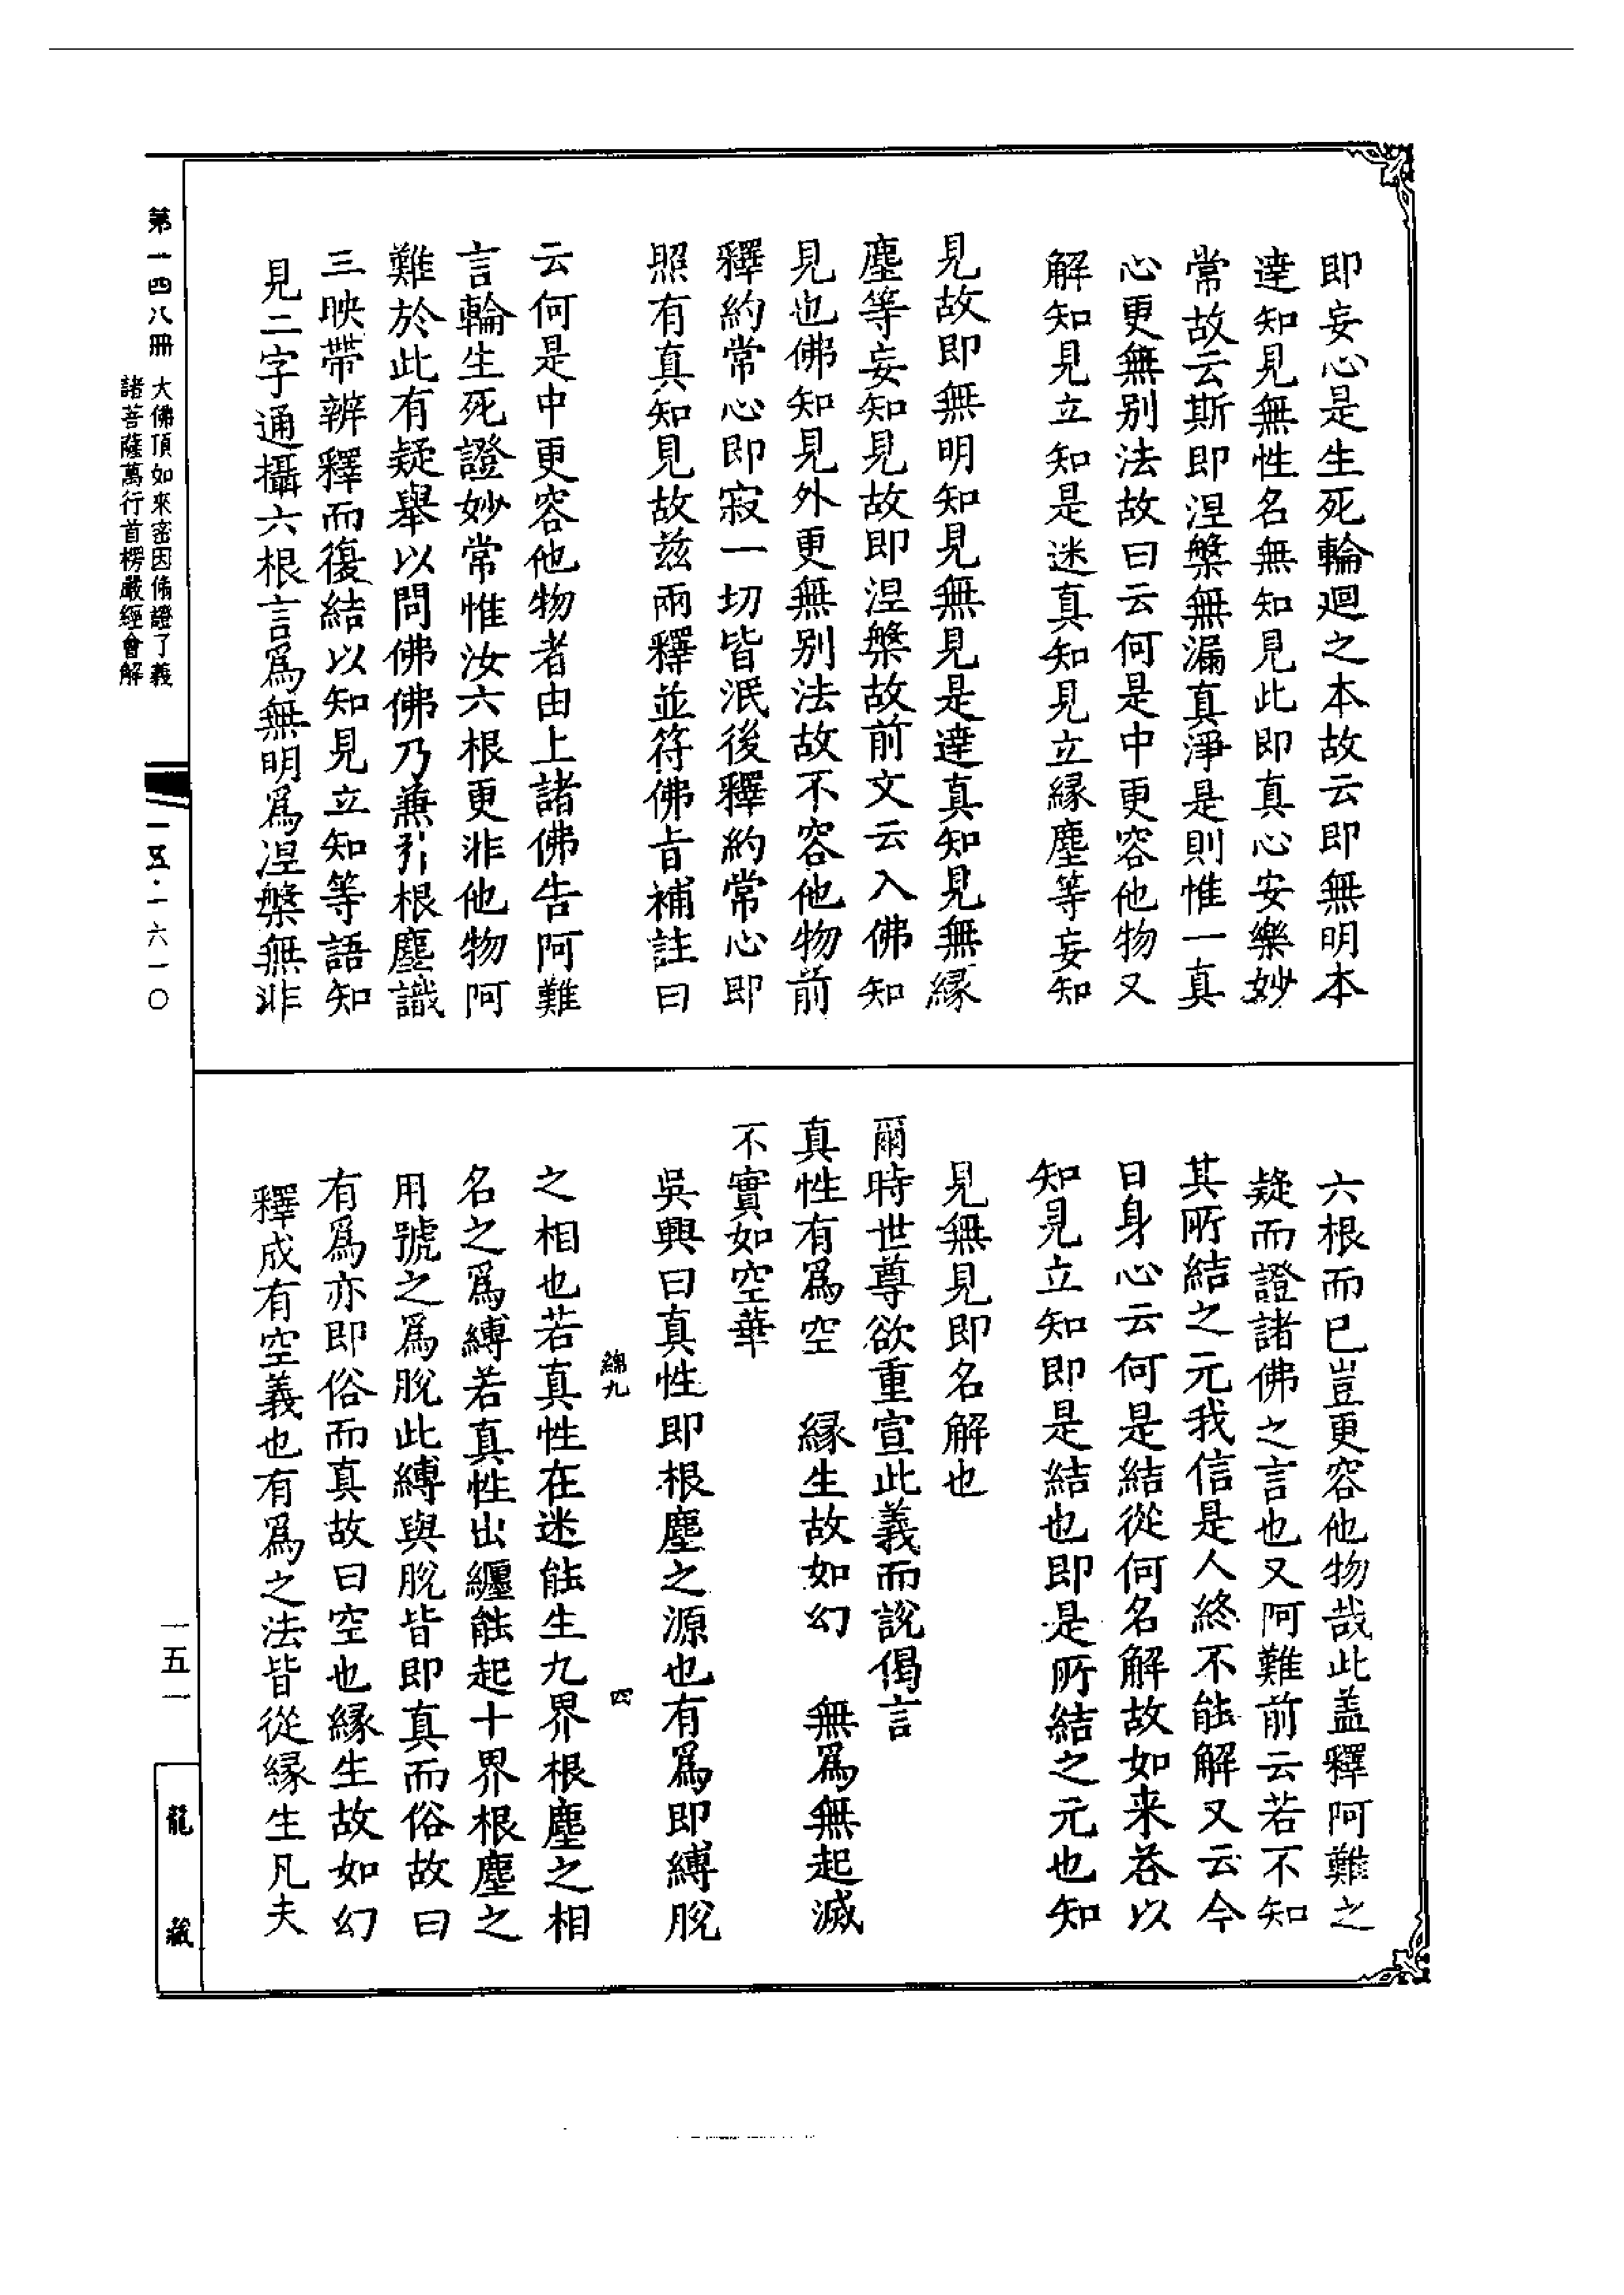 即妄心是生死輪迴之本故云即無明本
達知見無性名無知見此即真心安樂妙
常故云斯即涅槃無漏真淨是則惟一真
心更無别法故曰云何是中更容他物又
解知見立知是迷真知見立緣塵等妄知
見故即無明知見無見是達真知見無緣
塵等妄知見故即涅槃故前文云入佛知
見也佛知見外更無别法故不容他物前
釋約常心即寂一切皆泯後釋約常心即
照有真知見故兹兩釋並符佛旨補註曰
云何是中更容他物者由上諸佛告阿難
言輪生死證妙常惟汝六根更非他物阿
難於此有疑舉以問佛佛乃兼引根塵識
三映帶辨釋而復結以知見立知等語知
見二字通攝六根言爲無明爲涅槃無非
六根而已豈更容他物哉此盖釋阿難之
疑而證諸佛之言也又阿難前云若不知
其所結之元我信是人終不能解又云今
日身心云何是結從何名解故如来答以
知見立知即是結也即是所結之元也知
見無見即名解也
爾時世尊欲重宣此義而說偈言
真性有爲空　緣生故如幻　無爲無起滅
不實如空華
吳興曰真性即根塵之源也有爲即縛脫
綿九　四
之相也若真性在迷能生九界根塵之相
名之爲縛若真性出纏能起十界根塵之
用號之爲脫此縛與脫皆即真而俗故曰
有爲亦即俗而真故曰空也緣生故如幻
釋成有空義也有爲之法皆從緣生凡夫
第一四八冊
大佛頂如來密因脩證了義
諸菩薩萬行首楞嚴經會解
一五·一六一〇
一五一
龍藏